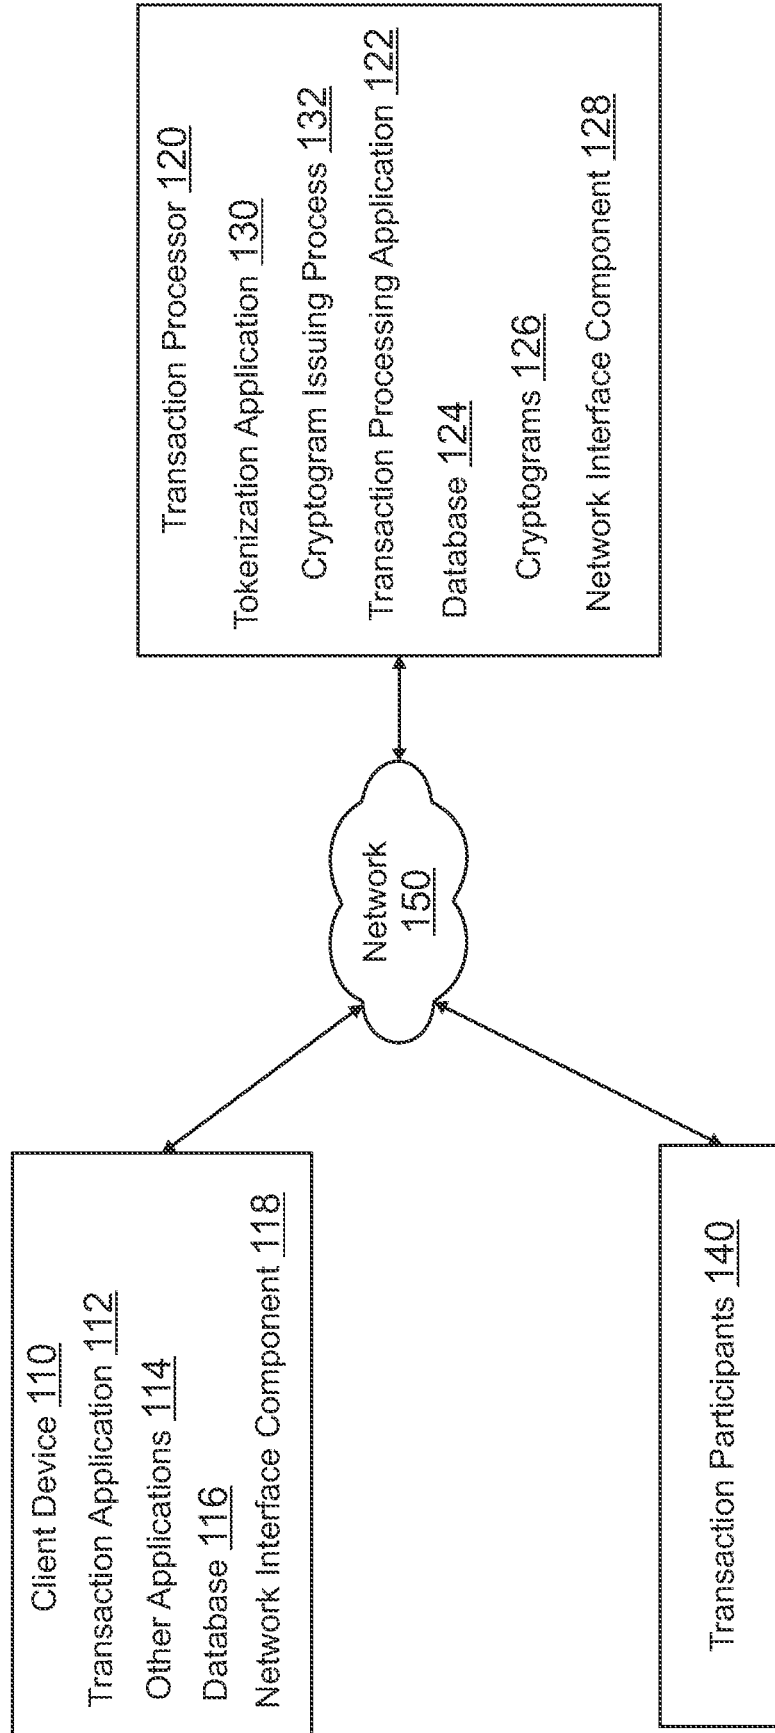 Client Device 110
Transaction Application 112
Other Applications 114
Database 116
Network Interface Component 118
Transaction Participants 140
Network
150
Transaction Processor 120
Tokenization Application 130
Cryptogram Issuing Process 132
Transaction Processing Application 122
Database 124
Cryptograms 126
Network Interface Component 128